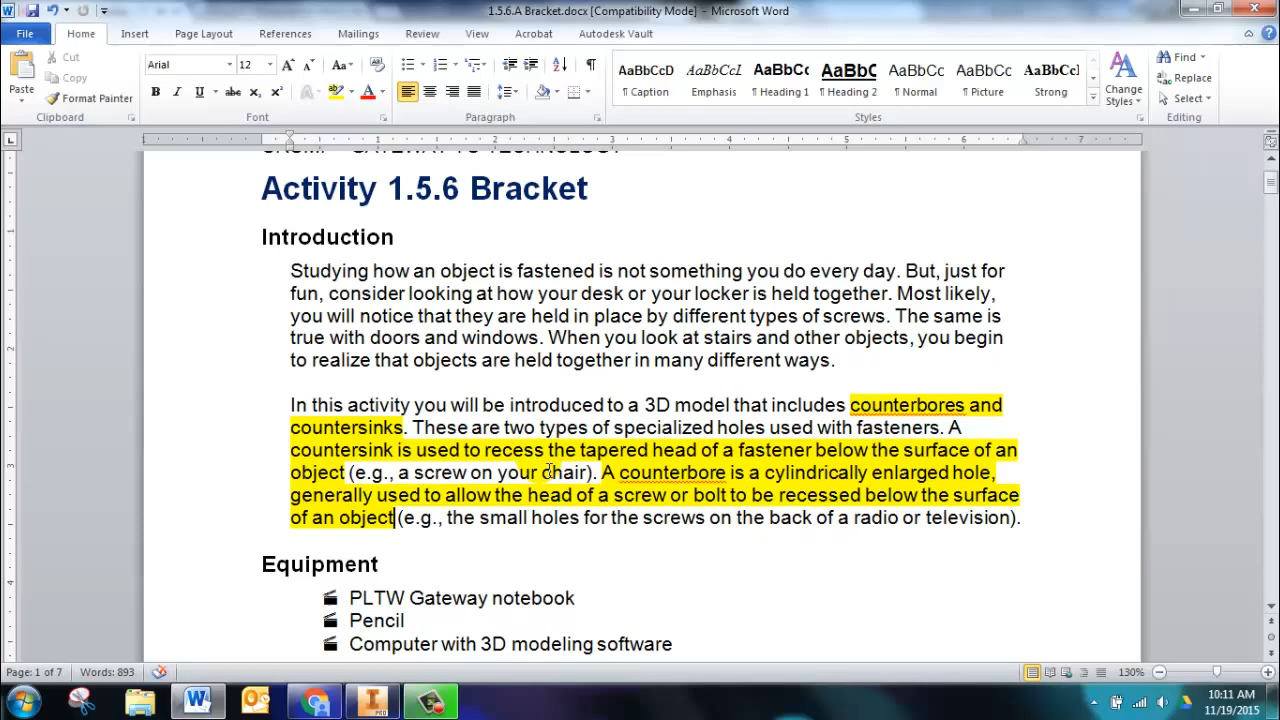 1.5.6.A Bracket.docx [Compatibility Mode] - Microsoft Word
File Home Insert Page Layout References Mailings Review View Acrobat Autodesk Vault
Paste
Cut
Copy
Format Painter
Clipboard
Arial 12
Font
Paragraph
AaBbCcD AaBbCcI AaBbCc AaBbC AaBbCc AaBbCc AaBbCcl
¶ Caption Emphasis ¶ Heading 1 ¶ Heading 2 ¶ Normal ¶ Picture Strong
Change Styles
Styles
Find
Replace
Select
Editing
Activity 1.5.6 Bracket
Introduction
Studying how an object is fastened is not something you do every day. But, just for
fun, consider looking at how your desk or your locker is held together. Most likely,
you will notice that they are held in place by different types of screws. The same is
true with doors and windows. When you look at stairs and other objects, you begin
to realize that objects are held together in many different ways.
In this activity you will be introduced to a 3D model that includes counterbores and
countersinks. These are two types of specialized holes used with fasteners. A
countersink is used to recess the tapered head of a fastener below the surface of an
object (e.g., a screw on your chair). A counterbore is a cylindrically enlarged hole,
generally used to allow the head of a screw or bolt to be recessed below the surface
of an object (e.g., the small holes for the screws on the back of a radio or television).
Equipment
PLTW Gateway notebook
Pencil
Computer with 3D modeling software
Page: 1 of 7 Words: 893 130%
10:11 AM
11/19/2015